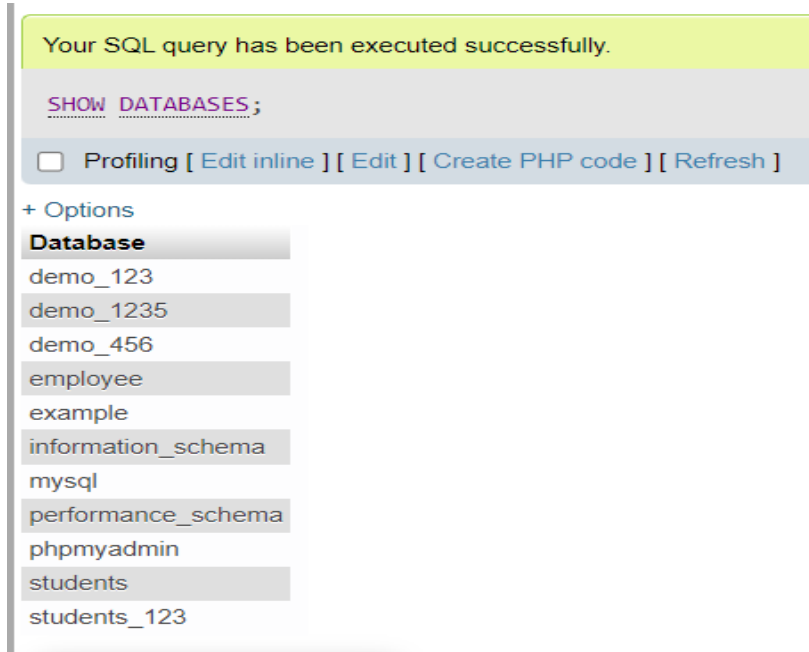 Your SQL query has been executed successfully.
SHOW DATABASES;
Profiling [ Edit inline ] [ Edit ] [ Create PHP code ] [ Refresh ]
+ Options
Database
demo_123
demo_1235
demo_456
employee
example
information_schema
mysql
performance_schema
phpmyadmin
students
students_123